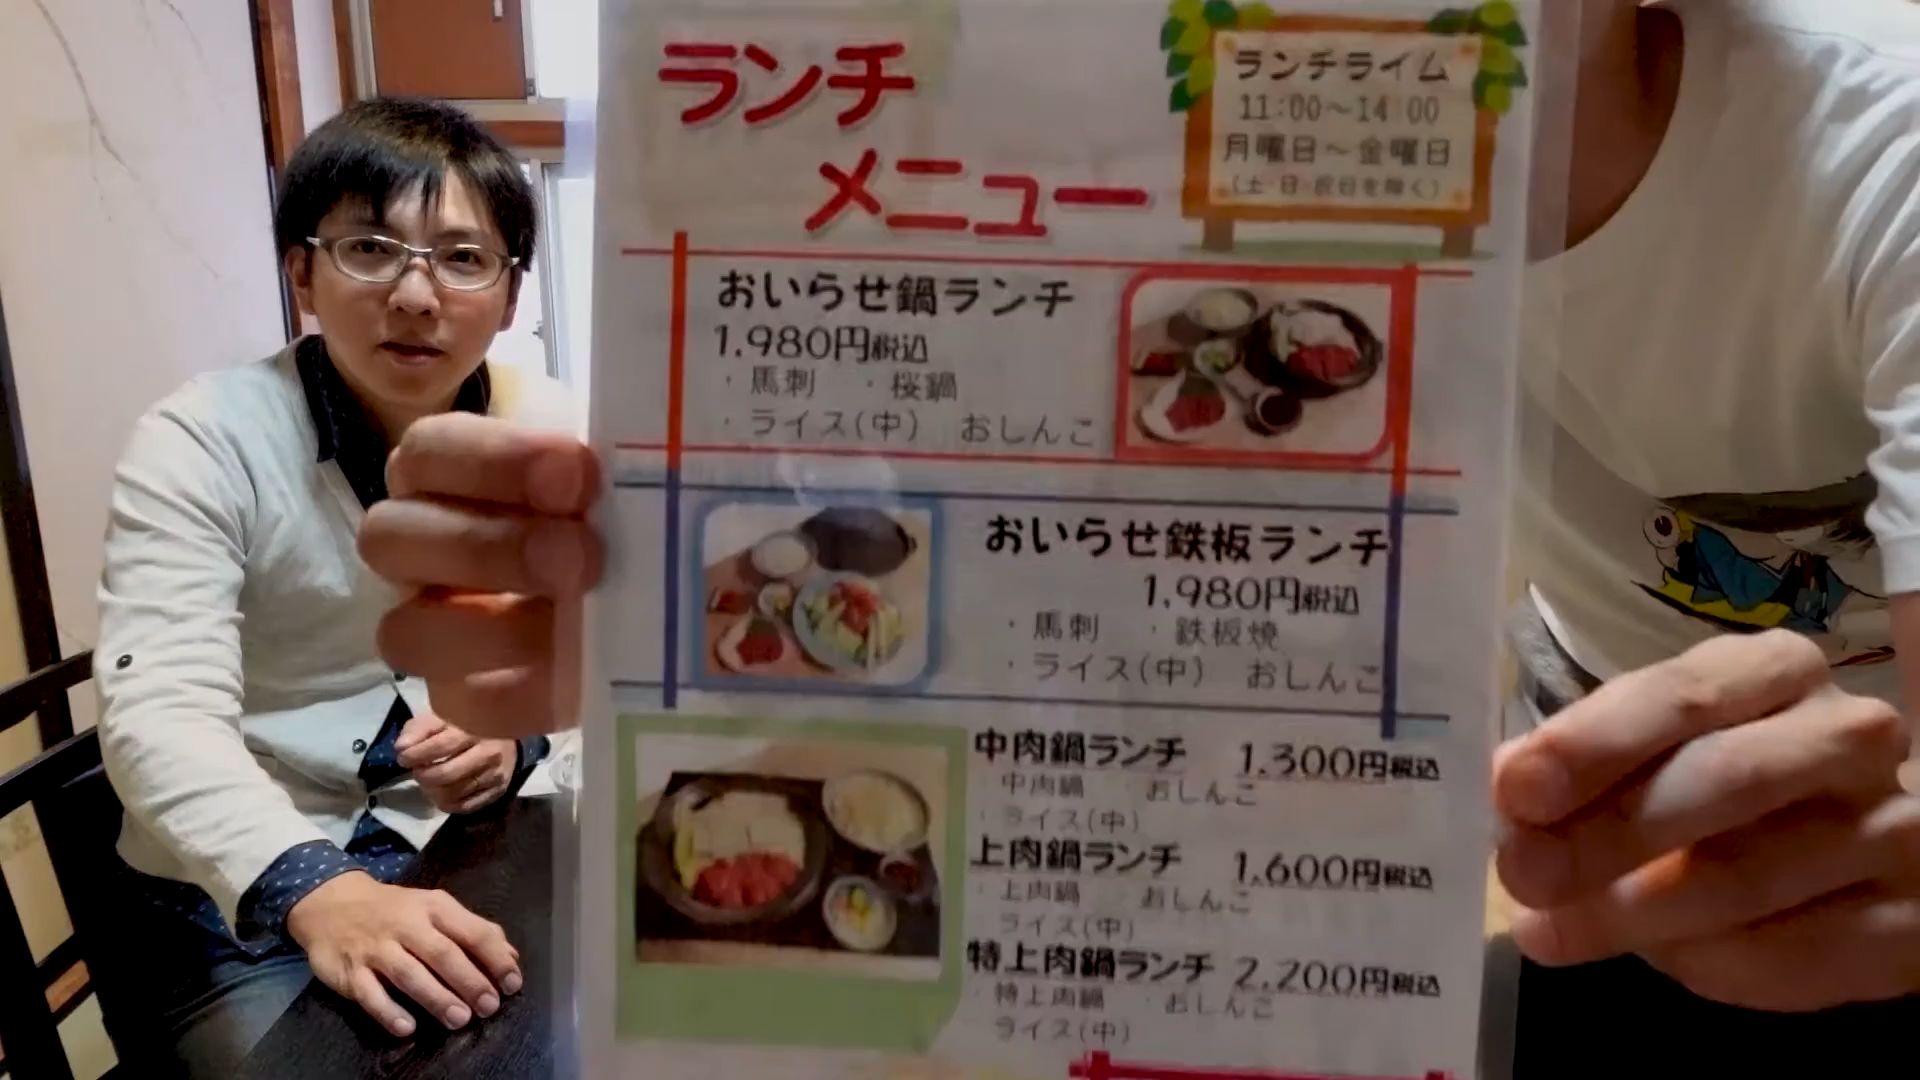 ランチ
メニュー
ランチライム
11:00～14:00
月曜日～金曜日
(土・日・祝日を除く)
おいらせ鍋ランチ
1.980円税込
・馬刺 ・桜鍋
・ライス(中) おしんこ
おいらせ鉄板ランチ
1.980円税込
・馬刺 ・鉄板焼
・ライス(中) おしんこ
中肉鍋ランチ 1.300円税込
・中肉鍋 おしんこ
・ライス(中)
上肉鍋ランチ 1.600円税込
・上肉鍋 おしんこ
ライス(中)
特上肉鍋ランチ 2.200円税込
・特上肉鍋 ・おしんこ
ライス(中)